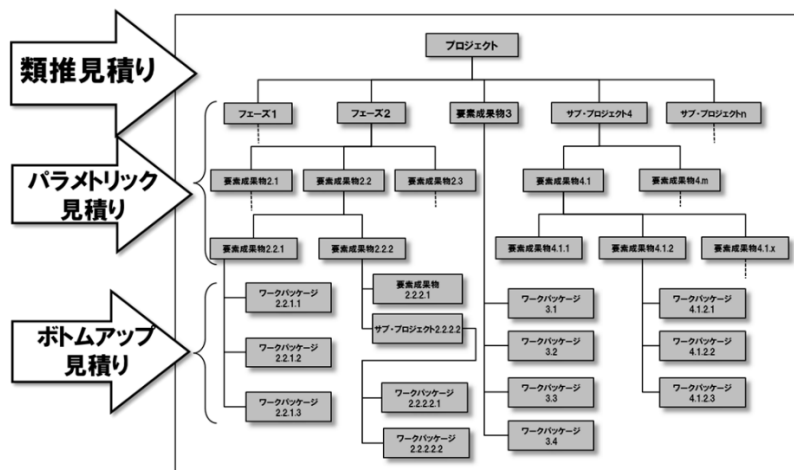 類推見積り
パラメトリック
見積り
ボトムアップ
見積り
プロジェクト
フェーズ1
フェーズ2
要素成果物3
サブ・プロジェクト4
サブ・プロジェクトn
要素成果物2.1
要素成果物2.2
要素成果物2.3
要素成果物4.1
要素成果物4.m
要素成果物2.2.1
要素成果物2.2.2
要素成果物4.1.1
要素成果物4.1.2
要素成果物4.1.x
ワークパッケージ
2.2.1.1
ワークパッケージ
2.2.1.2
ワークパッケージ
2.2.1.3
要素成果物
2.2.2.1
サブ・プロジェクト2.2.2.2
ワークパッケージ
2.2.2.2.1
ワークパッケージ
2.2.2.2.2
ワークパッケージ
3.1
ワークパッケージ
3.2
ワークパッケージ
3.3
ワークパッケージ
3.4
ワークパッケージ
4.1.2.1
ワークパッケージ
4.1.2.2
ワークパッケージ
4.1.2.3